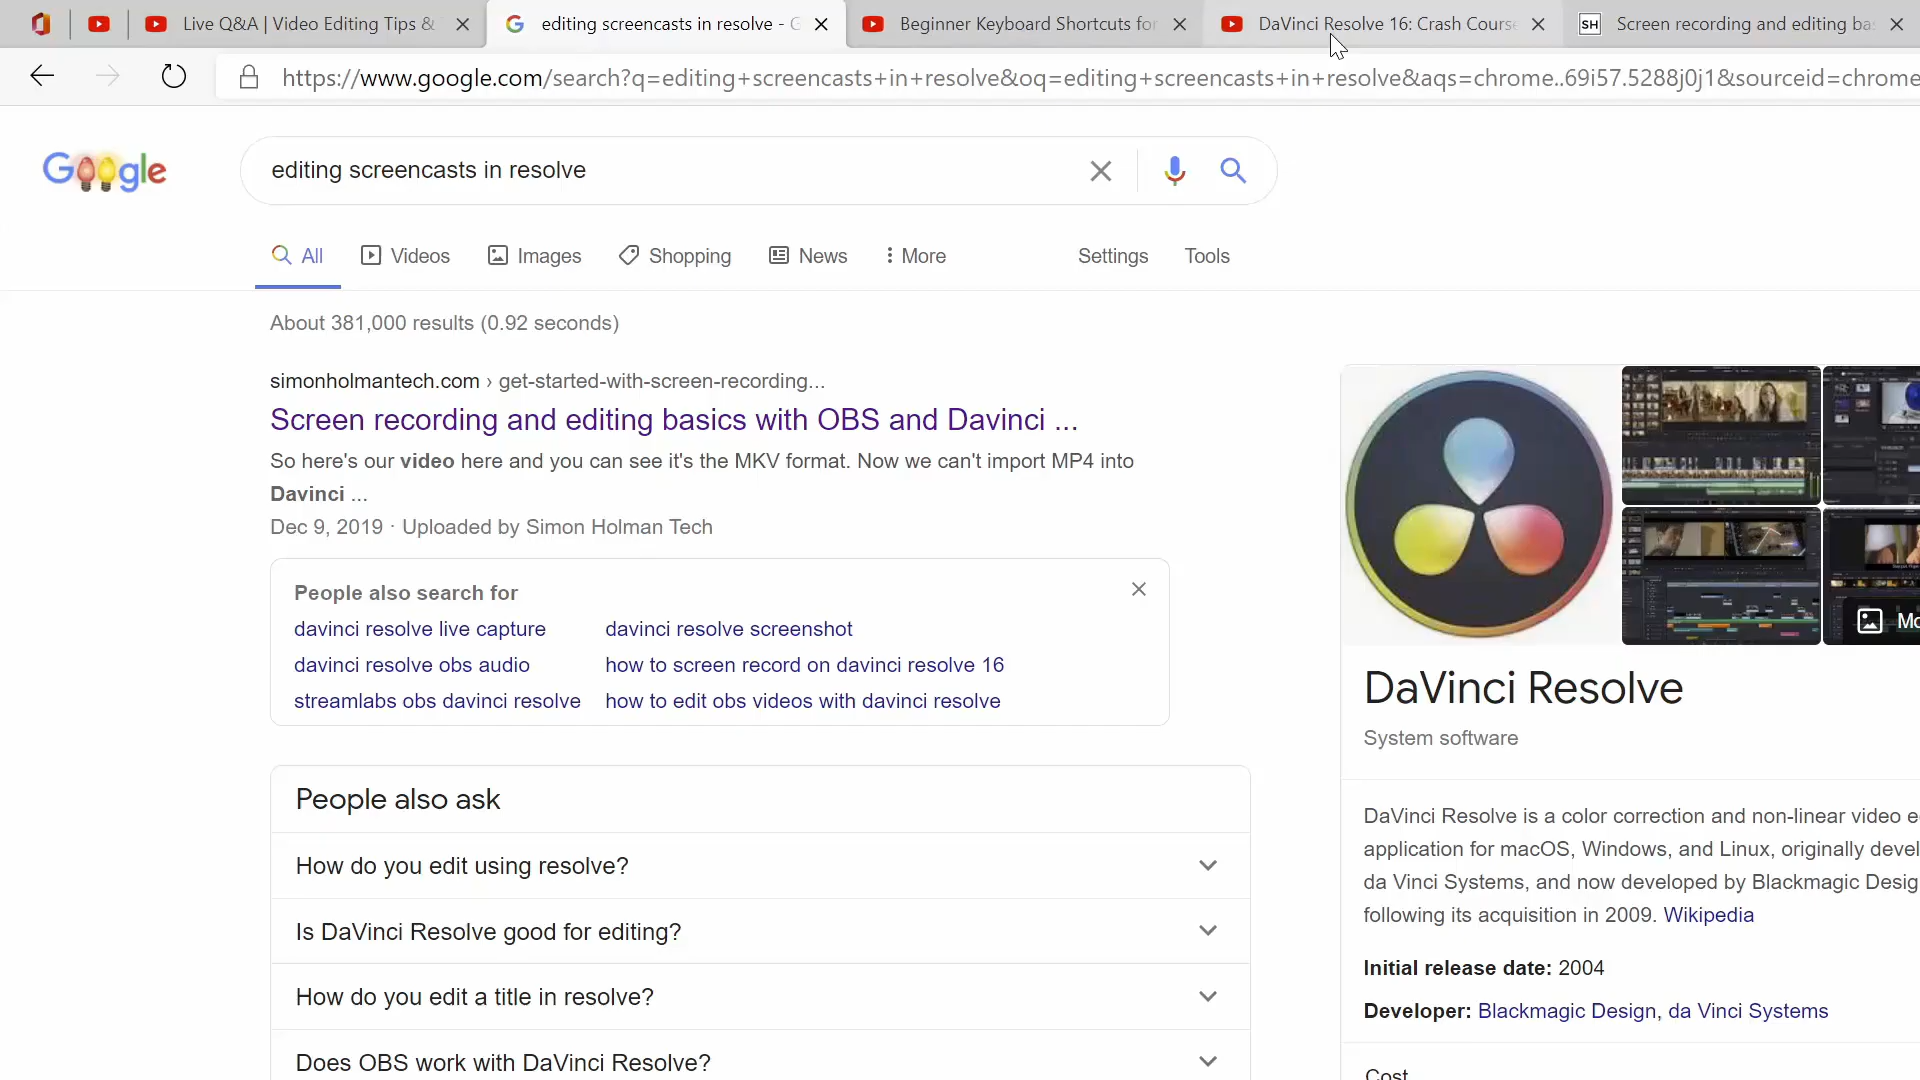 Live Q&A | Video Editing Tips &
editing screencasts in resolve - G
Beginner Keyboard Shortcuts for
DaVinci Resolve 16: Crash Course
SH
Screen recording and editing ba
https://www.google.com/search?q=editing+screencasts+in+resolve&oq=editing+screencasts+in+resolve&aqs=chrome..69i57.5288j0j1&sourceid=chrome
Google
editing screencasts in resolve
All
Videos
Images
Shopping
News
More
Settings
Tools
About 381,000 results (0.92 seconds)
simonholmantech.com › get-started-with-screen-recording...
Screen recording and editing basics with OBS and Davinci ...
So here's our video here and you can see it's the MKV format. Now we can't import MP4 into
Davinci ...
Dec 9, 2019 · Uploaded by Simon Holman Tech
People also search for
davinci resolve live capture
davinci resolve screenshot
davinci resolve obs audio
how to screen record on davinci resolve 16
streamlabs obs davinci resolve
how to edit obs videos with davinci resolve
People also ask
How do you edit using resolve?
Is DaVinci Resolve good for editing?
How do you edit a title in resolve?
Does OBS work with DaVinci Resolve?
Mo
DaVinci Resolve
System software
DaVinci Resolve is a color correction and non-linear video e
application for macOS, Windows, and Linux, originally devel
da Vinci Systems, and now developed by Blackmagic Desig
following its acquisition in 2009. Wikipedia
Initial release date: 2004
Developer: Blackmagic Design, da Vinci Systems
Cost